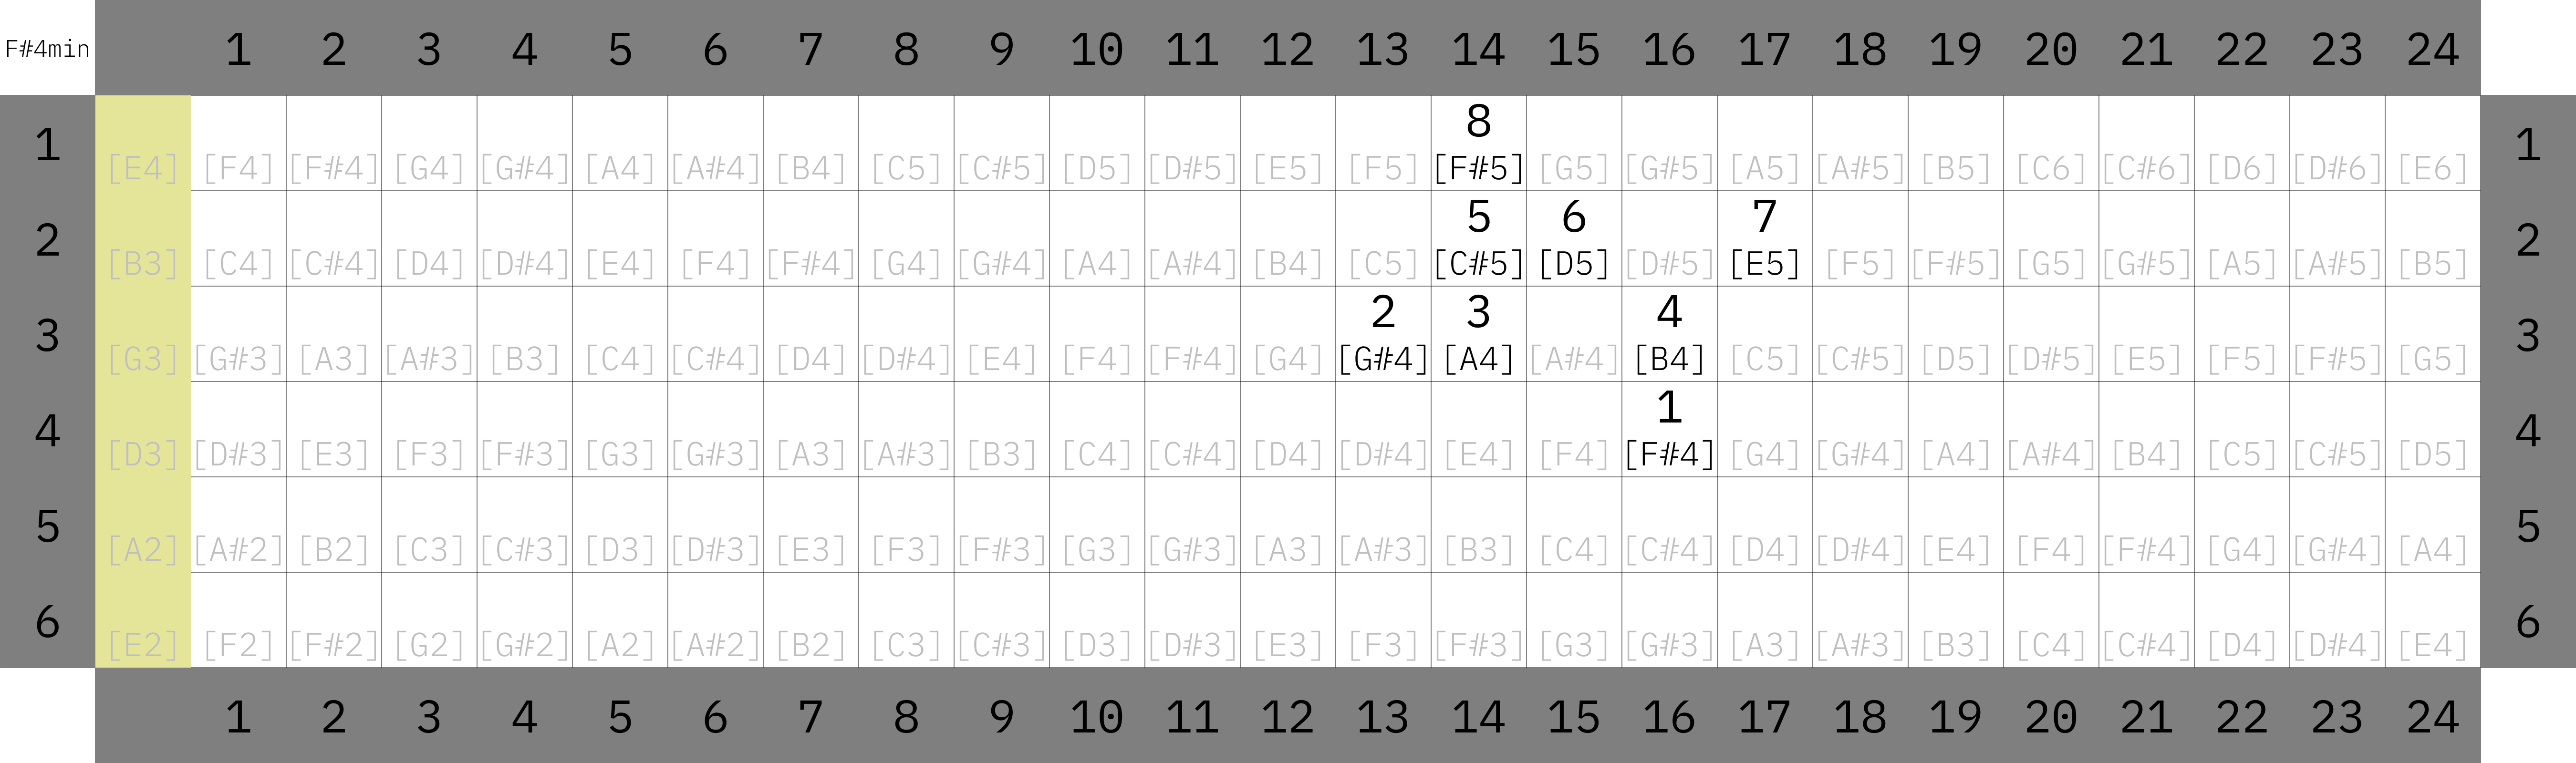 F#4min 1 2 3 4 5 6 7 8 9 10 11 12 13 14 15 16 17 18 19 20 21 22 23 24
8
1 [E4] [F4] [F#4] [G4] [G#4] [A4] [A#4] [B4] [C5] [C#5] [D5] [D#5] [E5] [F5] [F#5] [G5] [G#5] [A5] [A#5] [B5] [C6] [C#6] [D6] [D#6] [E6] 1
5 6 7
2 [B3] [C4] [C#4] [D4] [D#4] [E4] [F4] [F#4] [G4] [G#4] [A4] [A#4] [B4] [C5] [C#5] [D5] [D#5] [E5] [F5] [F#5] [G5] [G#5] [A5] [A#5] [B5] 2
2 3 4
3 [G3] [G#3] [A3] [A#3] [B3] [C4] [C#4] [D4] [D#4] [E4] [F4] [F#4] [G4] [G#4] [A4] [A#4] [B4] [C5] [C#5] [D5] [D#5] [E5] [F5] [F#5] [G5] 3
1
4 [D3] [D#3] [E3] [F3] [F#3] [G3] [G#3] [A3] [A#3] [B3] [C4] [C#4] [D4] [D#4] [E4] [F4] [F#4] [G4] [G#4] [A4] [A#4] [B4] [C5] [C#5] [D5] 4
5 [A2] [A#2] [B2] [C3] [C#3] [D3] [D#3] [E3] [F3] [F#3] [G3] [G#3] [A3] [A#3] [B3] [C4] [C#4] [D4] [D#4] [E4] [F4] [F#4] [G4] [G#4] [A4] 5
6 [E2] [F2] [F#2] [G2] [G#2] [A2] [A#2] [B2] [C3] [C#3] [D3] [D#3] [E3] [F3] [F#3] [G3] [G#3] [A3] [A#3] [B3] [C4] [C#4] [D4] [D#4] [E4] 6
1 2 3 4 5 6 7 8 9 10 11 12 13 14 15 16 17 18 19 20 21 22 23 24